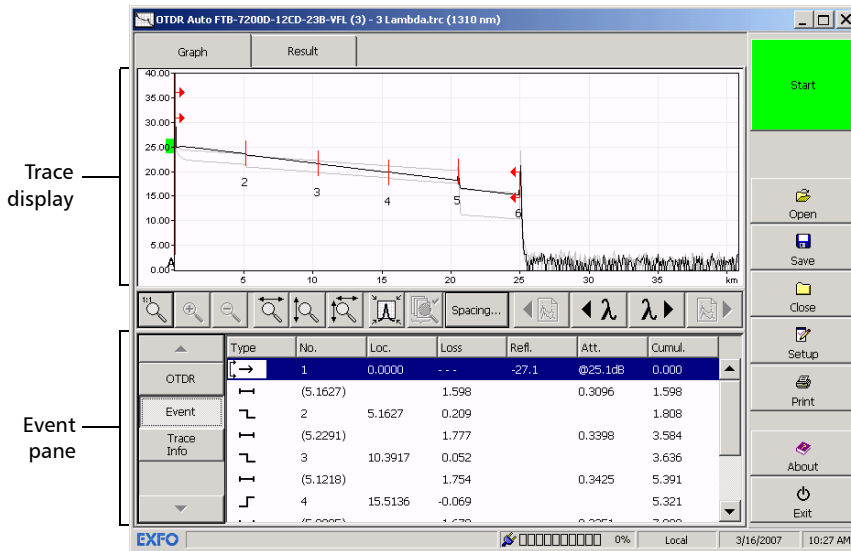 OTDR Auto FTB-7200D-12CD-23B-VFL (3) - 3 Lambda.trc (1310 nm)
Graph
Result
Start
40.00
35.00
30.00
25.00
20.00
15.00
10.00
5.00
0.00
2
3
4
5
6
5
10
15
20
25
30
35
km
Trace
display
Open
Save
Close
Setup
Print
About
Exit
1:1
Spacing...
λ
λ
Event
pane
OTDR
Event
Trace
Info
Type No. Loc. Loss Refl. Att. Cumul.
1 0.0000 --- -27.1 @25.1dB 0.000
(5.1627) 1.598 0.3096 1.598
2 5.1627 0.209 1.808
(5.2291) 1.777 0.3398 3.584
3 10.3917 0.052 3.636
(5.1218) 1.754 0.3425 5.391
4 15.5136 -0.069 5.321
EXFO
0%
Local
3/16/2007
10:27 AM